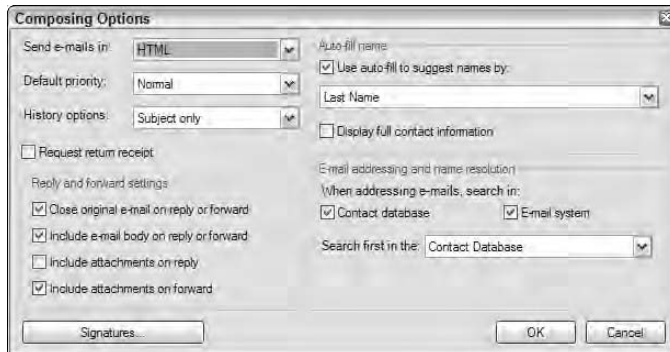 Composing Options
Send e-mails in:
HTML
Default priority:
Normal
History options:
Subject only
Request return receipt
Reply and forward settings
Close original e-mail on reply or forward
Include e-mail body on reply or forward
Include attachments on reply
Include attachments on forward
Signatures...
Auto-fill name
Use auto-fill to suggest names by:
Last Name
Display full contact information
E-mail addressing and name resolution
When addressing e-mails, search in:
Contact database
E-mail system
Search first in the:
Contact Database
OK
Cancel